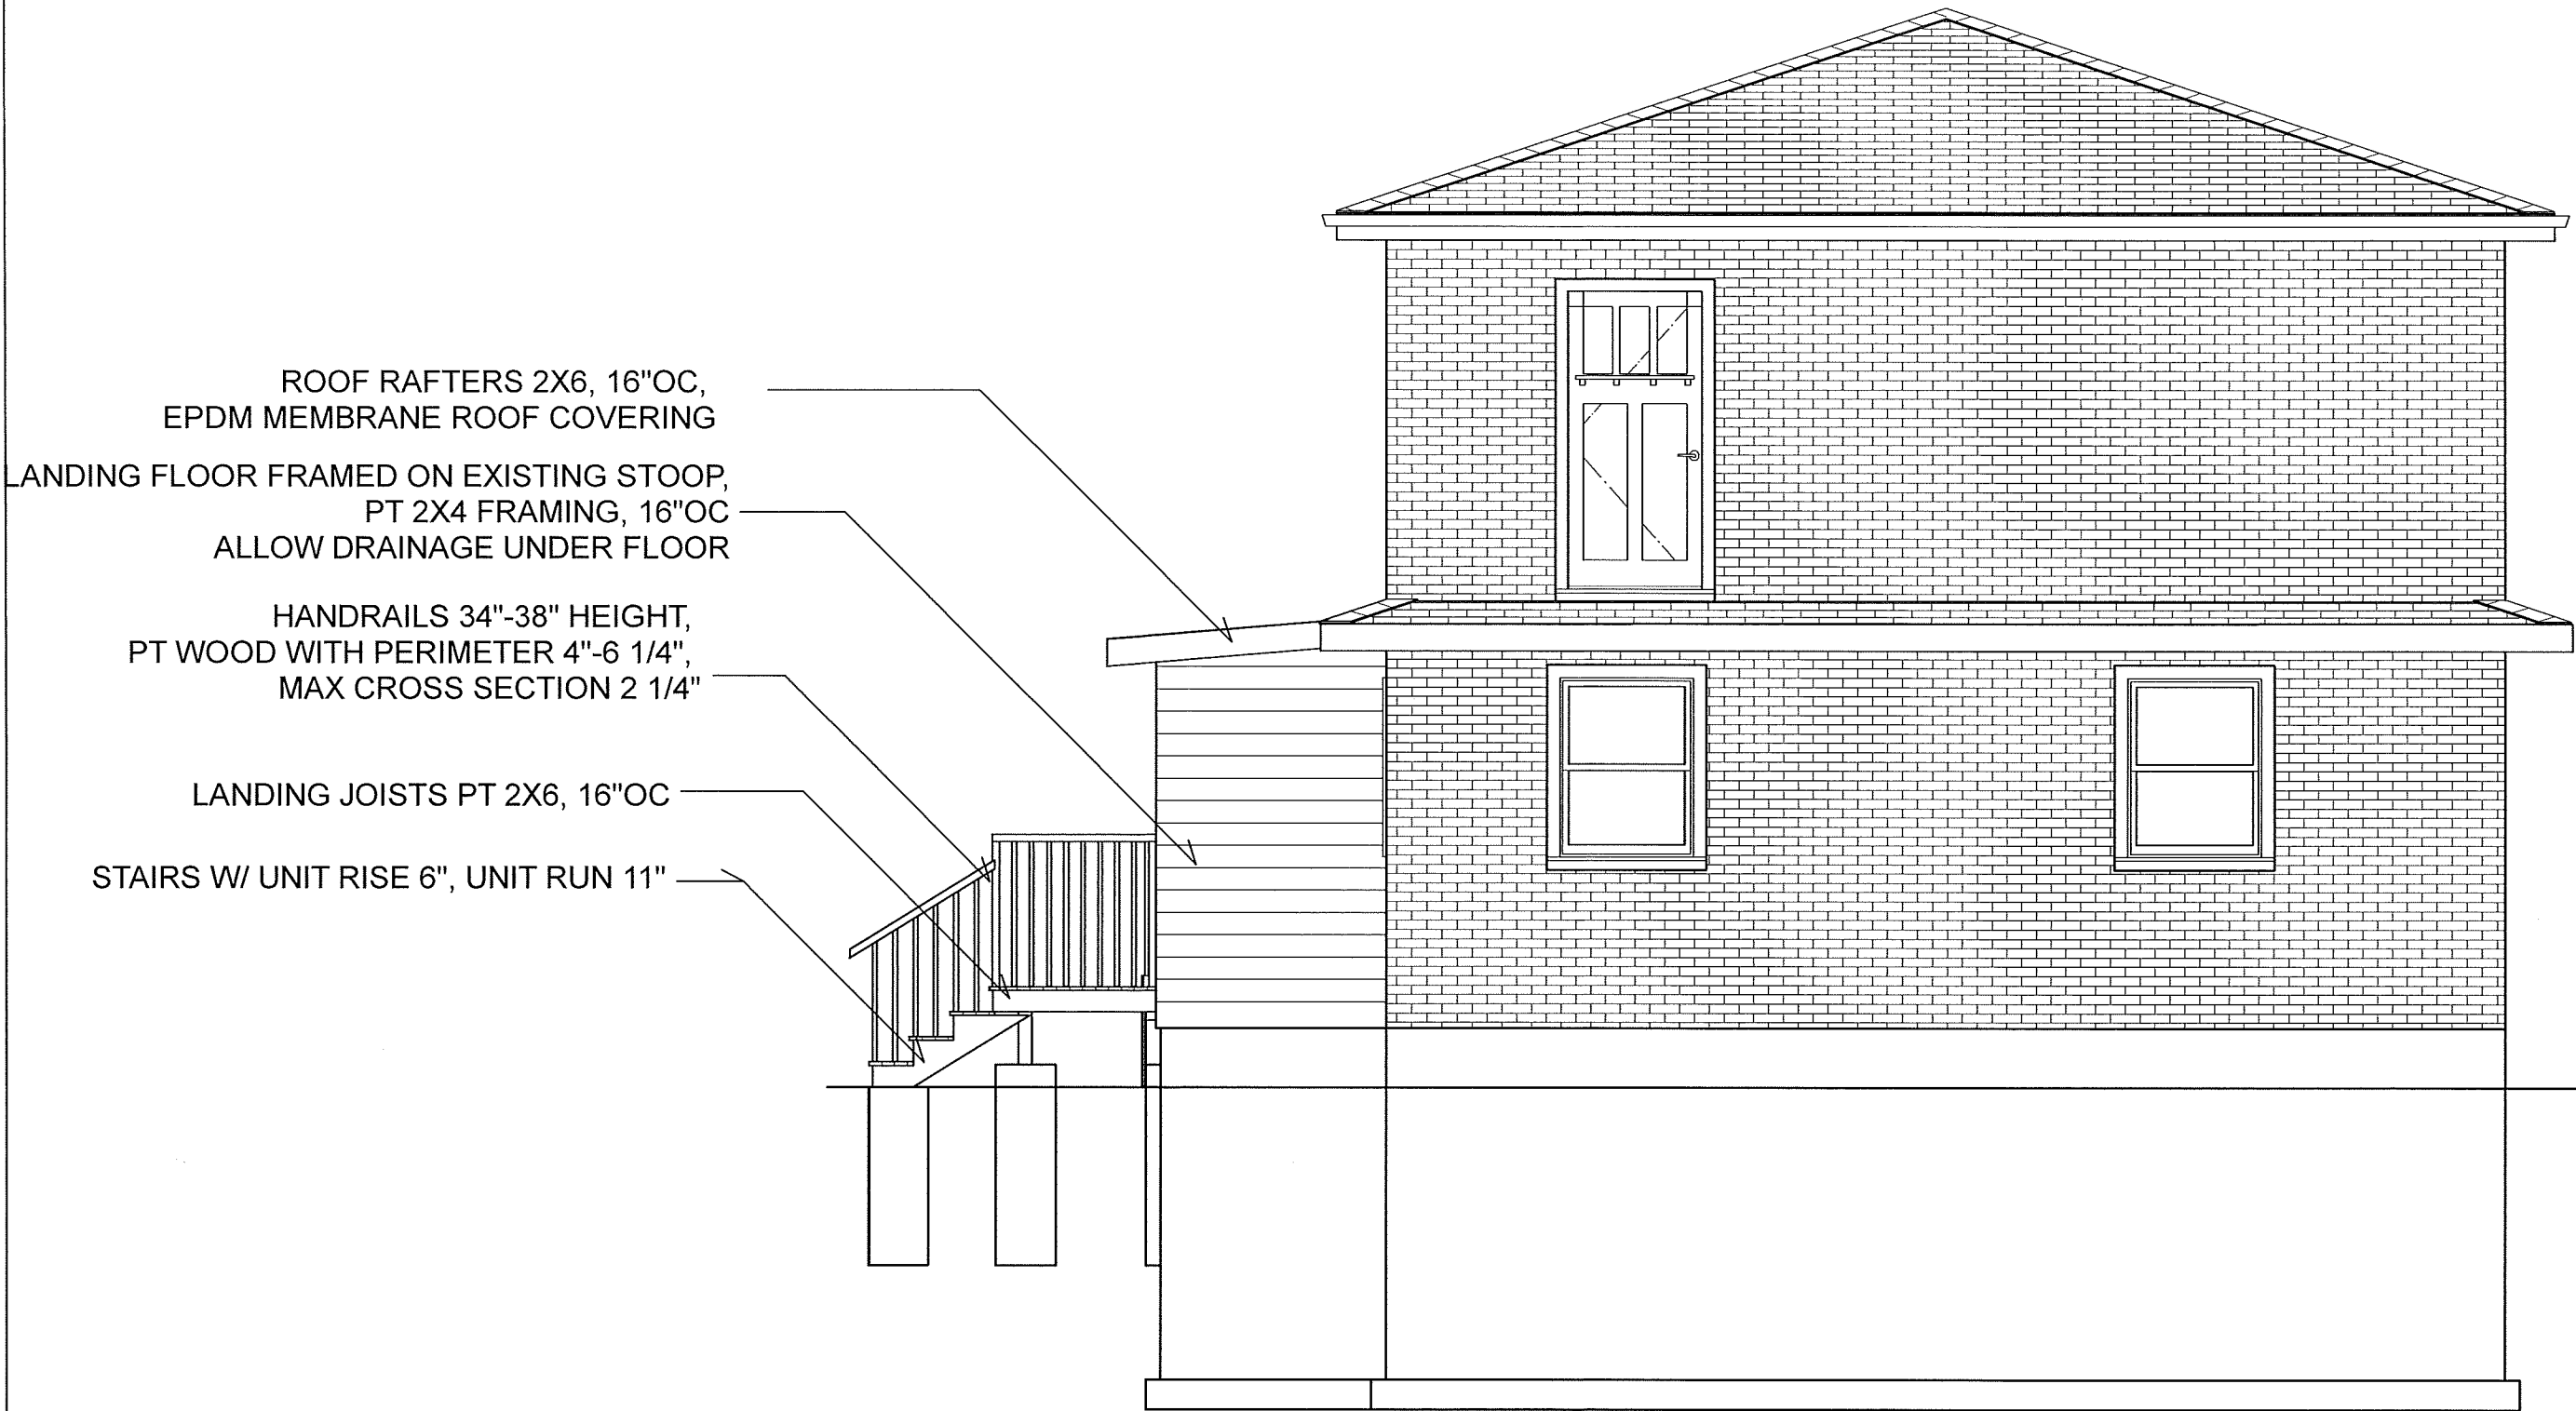 ROOF RAFTERS 2X6, 16"OC,
EPDM MEMBRANE ROOF COVERING
LANDING FLOOR FRAMED ON EXISTING STOOP,
PT 2X4 FRAMING, 16"OC
ALLOW DRAINAGE UNDER FLOOR
HANDRAILS 34"-38" HEIGHT,
PT WOOD WITH PERIMETER 4"-6 1/4",
MAX CROSS SECTION 2 1/4"
LANDING JOISTS PT 2X6, 16"OC
STAIRS W/ UNIT RISE 6", UNIT RUN 11"